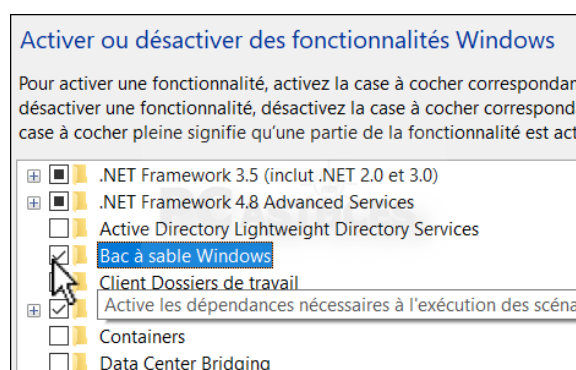 Activer ou désactiver des fonctionnalités Windows
Pour activer une fonctionnalité, activez la case à cocher correspondan
désactiver une fonctionnalité, désactivez la case à cocher correspond
case à cocher pleine signifie qu'une partie de la fonctionnalité est act
.NET Framework 3.5 (inclut .NET 2.0 et 3.0)
.NET Framework 4.8 Advanced Services
PC ASTUCES
Active Directory Lightweight Directory Services
Bac à sable Windows
Client Dossiers de travail
Active les dépendances nécessaires à l'exécution des scéna
Containers
Data Center Bridging